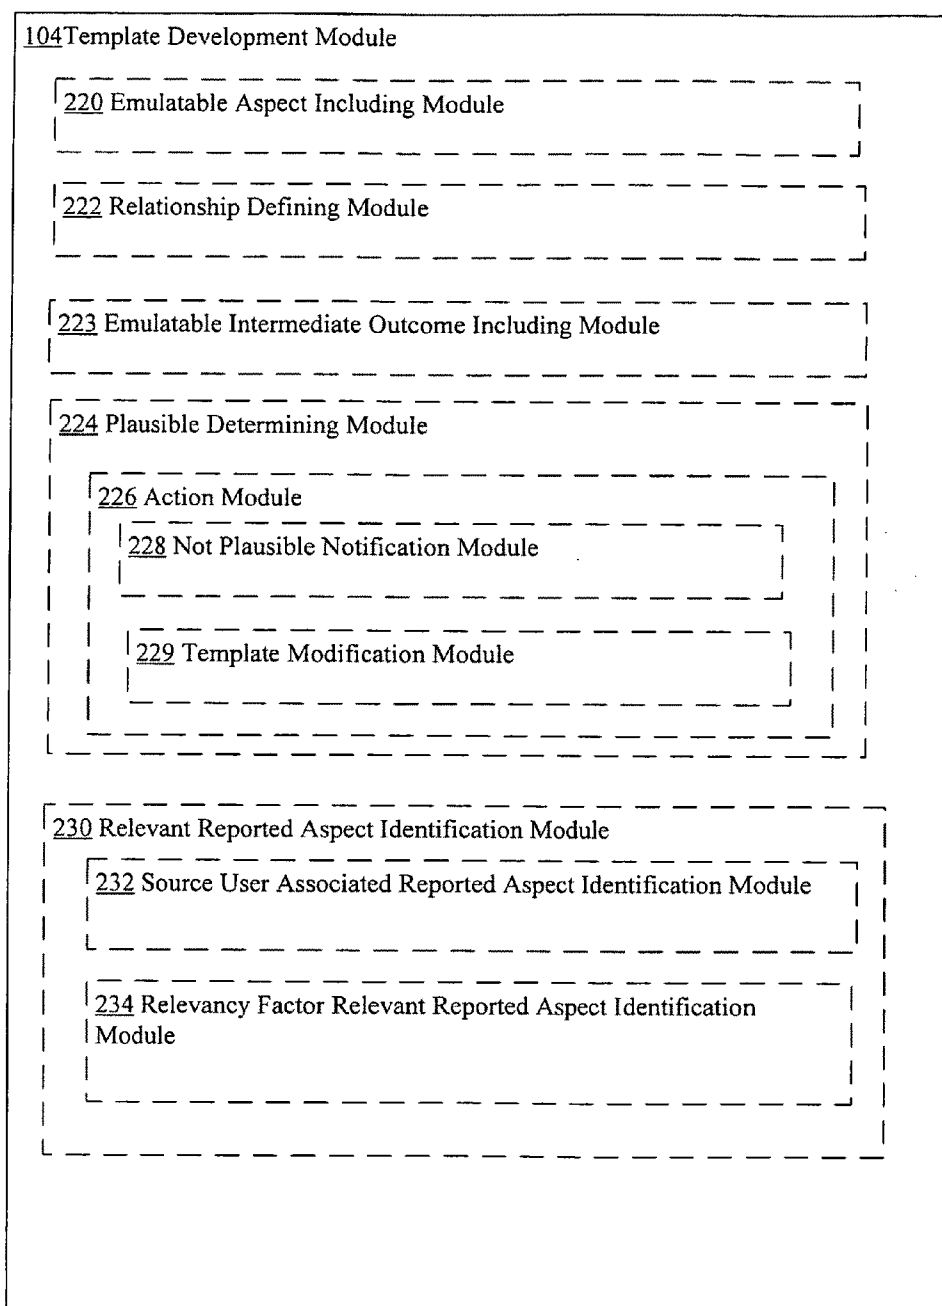 104Template Development Module
220 Emulatable Aspect Including Module
222 Relationship Defining Module
223 Emulatable Intermediate Outcome Including Module
224 Plausible Determining Module
226 Action Module
228 Not Plausible Notification Module
229 Template Modification Module
230 Relevant Reported Aspect Identification Module
232 Source User Associated Reported Aspect Identification Module
234 Relevancy Factor Relevant Reported Aspect Identification
Module